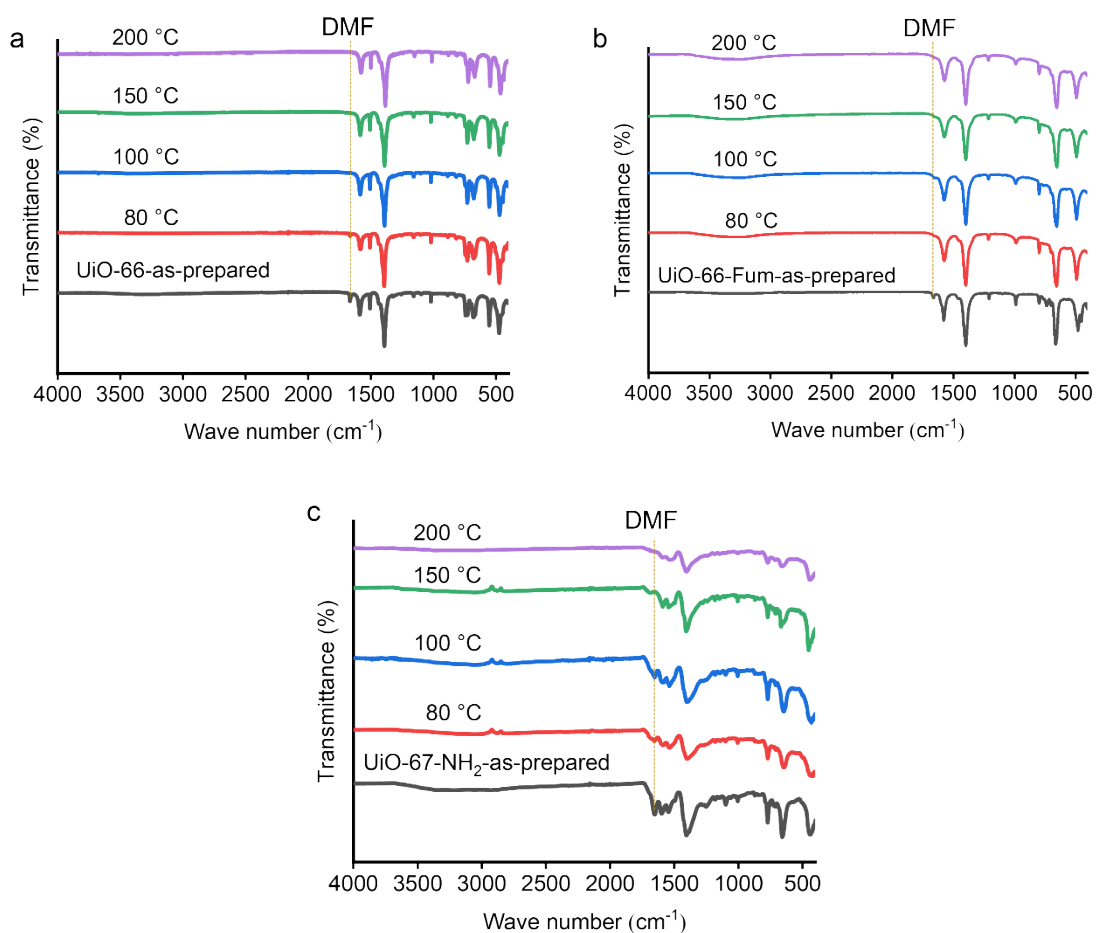 a
DMF
200 °C
150 °C
100 °C
80 °C
UiO-66-as-prepared
Transmittance (%)
4000 3500 3000 2500 2000 1500 1000 500
Wave number (cm-1)
b
DMF
200 °C
150 °C
100 °C
80 °C
UiO-66-Fum-as-prepared
Transmittance (%)
4000 3500 3000 2500 2000 1500 1000 500
Wave number (cm-1)
c
DMF
200 °C
150 °C
100 °C
80 °C
UiO-67-NH2-as-prepared
Transmittance (%)
4000 3500 3000 2500 2000 1500 1000 500
Wave number (cm-1)